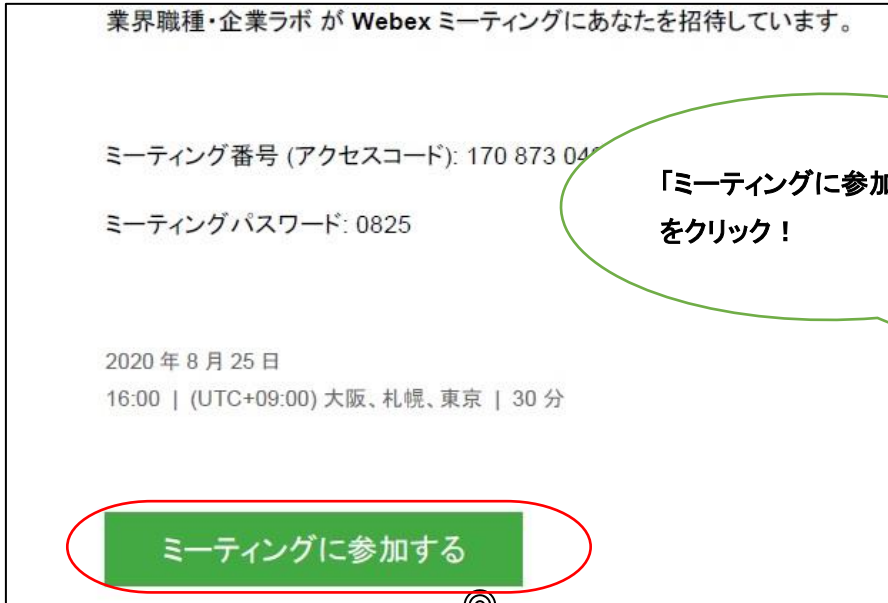 業界職種・企業ラボ が Webex ミーティングにあなたを招待しています。
ミーティング番号 (アクセスコード): 170 873
ミーティングパスワード: 0825
「ミーティングに参加
をクリック！
2020 年 8 月 25 日
16:00 | (UTC+09:00) 大阪、札幌、東京 | 30 分
ミーティングに参加する